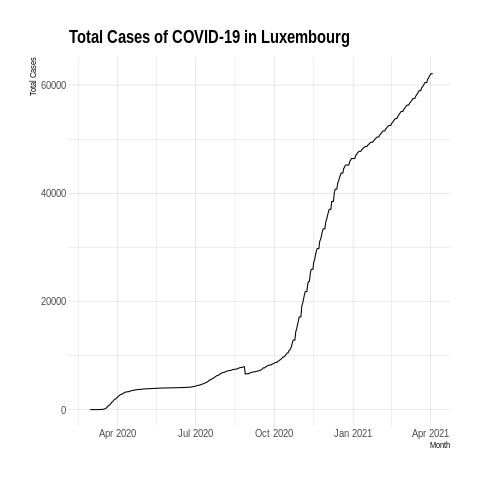 Total Cases of COVID-19 in Luxembourg
Total Cases
60000
40000
20000
0
Apr 2020
Jul 2020
Oct 2020
Jan 2021
Apr 2021
Month